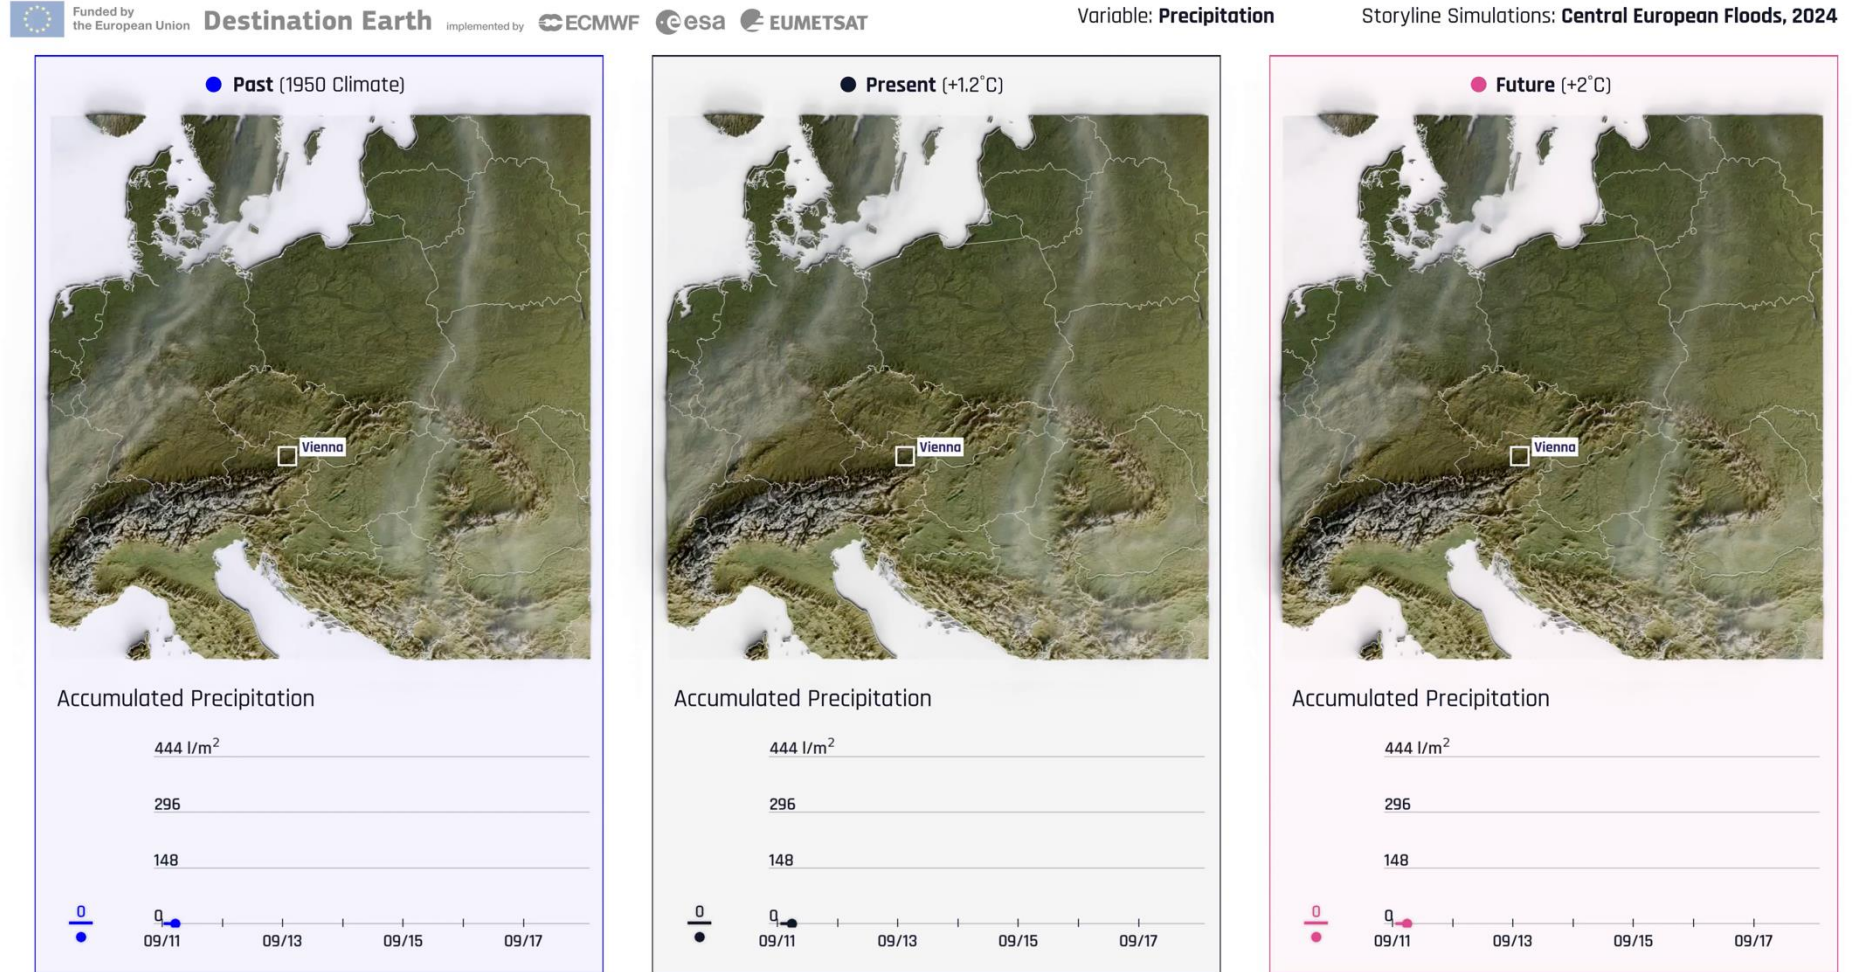 Funded by
the European Union
Destination Earth
implemented by
ECMWF
esa
EUMETSAT
Variable: Precipitation
Storyline Simulations: Central European Floods, 2024
Past (1950 Climate)
Vienna
Accumulated Precipitation
444 l/m²
296
148
0
0
09/11 09/13 09/15 09/17
Present (+1.2°C)
Vienna
Accumulated Precipitation
444 l/m²
296
148
0
0
09/11 09/13 09/15 09/17
Future (+2°C)
Vienna
Accumulated Precipitation
444 l/m²
296
148
0
0
09/11 09/13 09/15 09/17